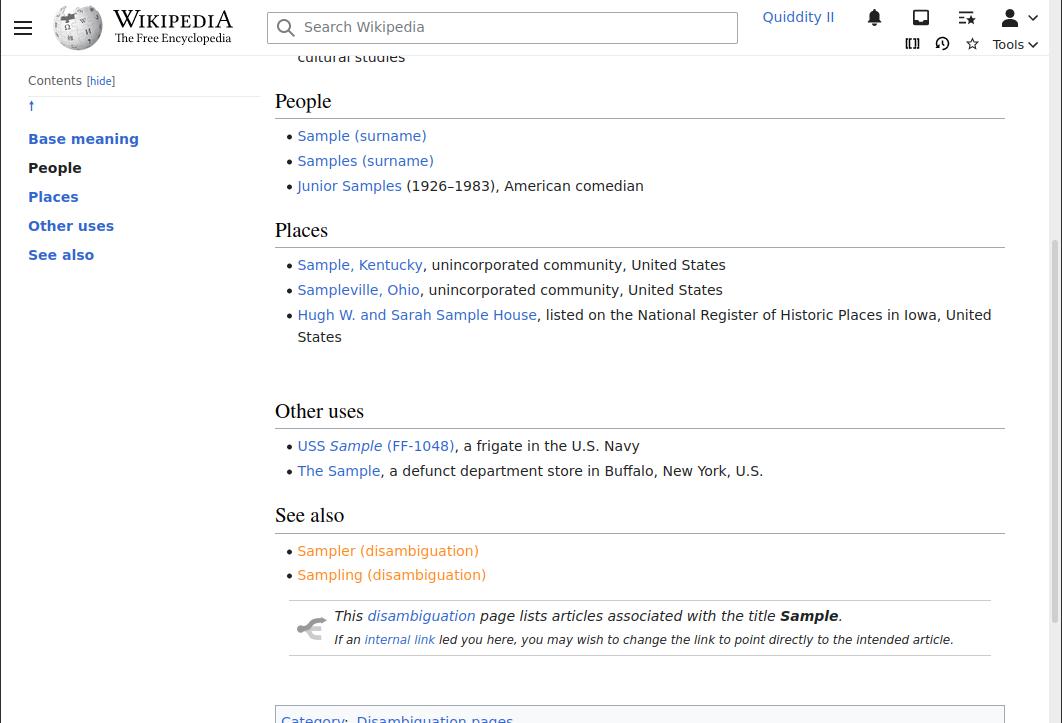 WIKIPEDIA
The Free Encyclopedia
Search Wikipedia
Quiddity II
Tools
Contents [hide]
↑
Base meaning
People
Places
Other uses
See also
cultural studies
People
• Sample (surname)
• Samples (surname)
• Junior Samples (1926–1983), American comedian
Places
• Sample, Kentucky, unincorporated community, United States
• Sampleville, Ohio, unincorporated community, United States
• Hugh W. and Sarah Sample House, listed on the National Register of Historic Places in Iowa, United
States
Other uses
• USS Sample (FF-1048), a frigate in the U.S. Navy
• The Sample, a defunct department store in Buffalo, New York, U.S.
See also
• Sampler (disambiguation)
• Sampling (disambiguation)
This disambiguation page lists articles associated with the title Sample.
If an internal link led you here, you may wish to change the link to point directly to the intended article.
Category: Disambiguation pages